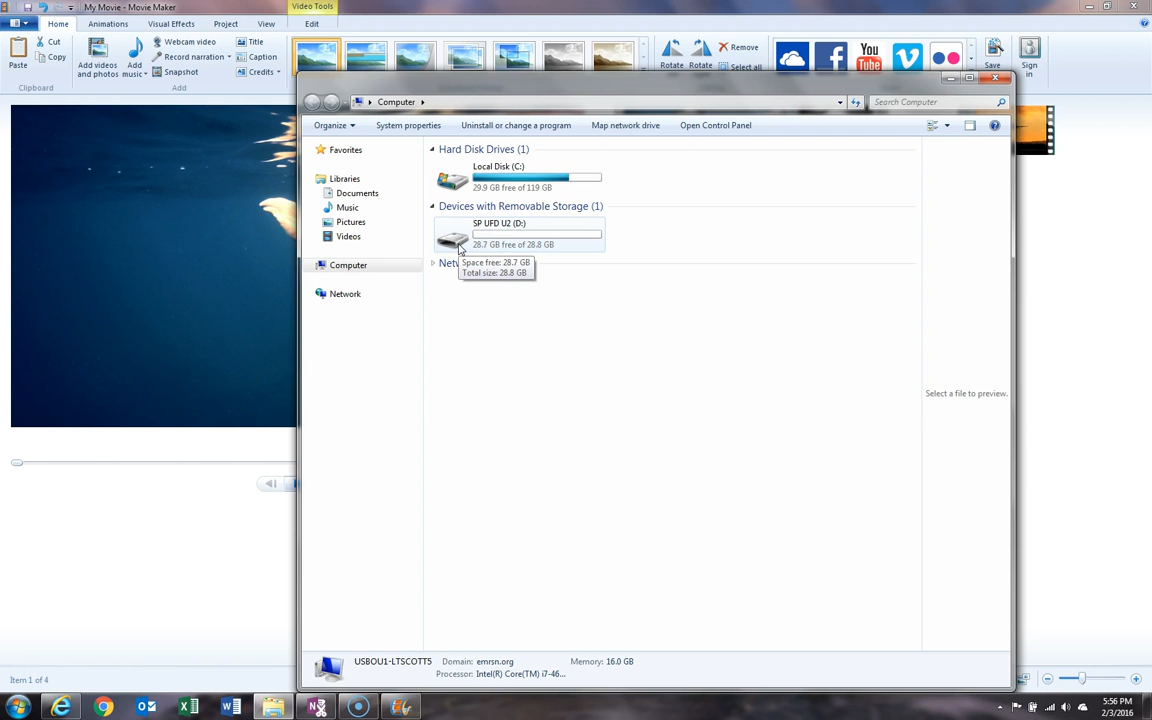 My Movie - Movie Maker
Video Tools
Home
Animations
Visual Effects
Project
View
Edit
Paste
Cut
Copy
Clipboard
Add videos
and photos
Add
music
Webcam video
Record narration
Snapshot
Title
Caption
Credits
Add
Rotate
Rotate
Remove
Select all
You
Tube
Save
Sign
in
Computer
Search Computer
Organize
System properties
Uninstall or change a program
Map network drive
Open Control Panel
Favorites
Libraries
Documents
Music
Pictures
Videos
Computer
Network
Hard Disk Drives (1)
Local Disk (C:)
29.9 GB free of 119 GB
Devices with Removable Storage (1)
SP UFD U2 (D:)
28.7 GB free of 28.8 GB
Space free: 28.7 GB
Total size: 28.8 GB
Select a file to preview.
USBOU1-LTSCOTT5 Domain: emrsn.org Memory: 16.0 GB
Processor: Intel(R) Core(TM) i7-46...
Item 1 of 4
5:56 PM
2/3/2016